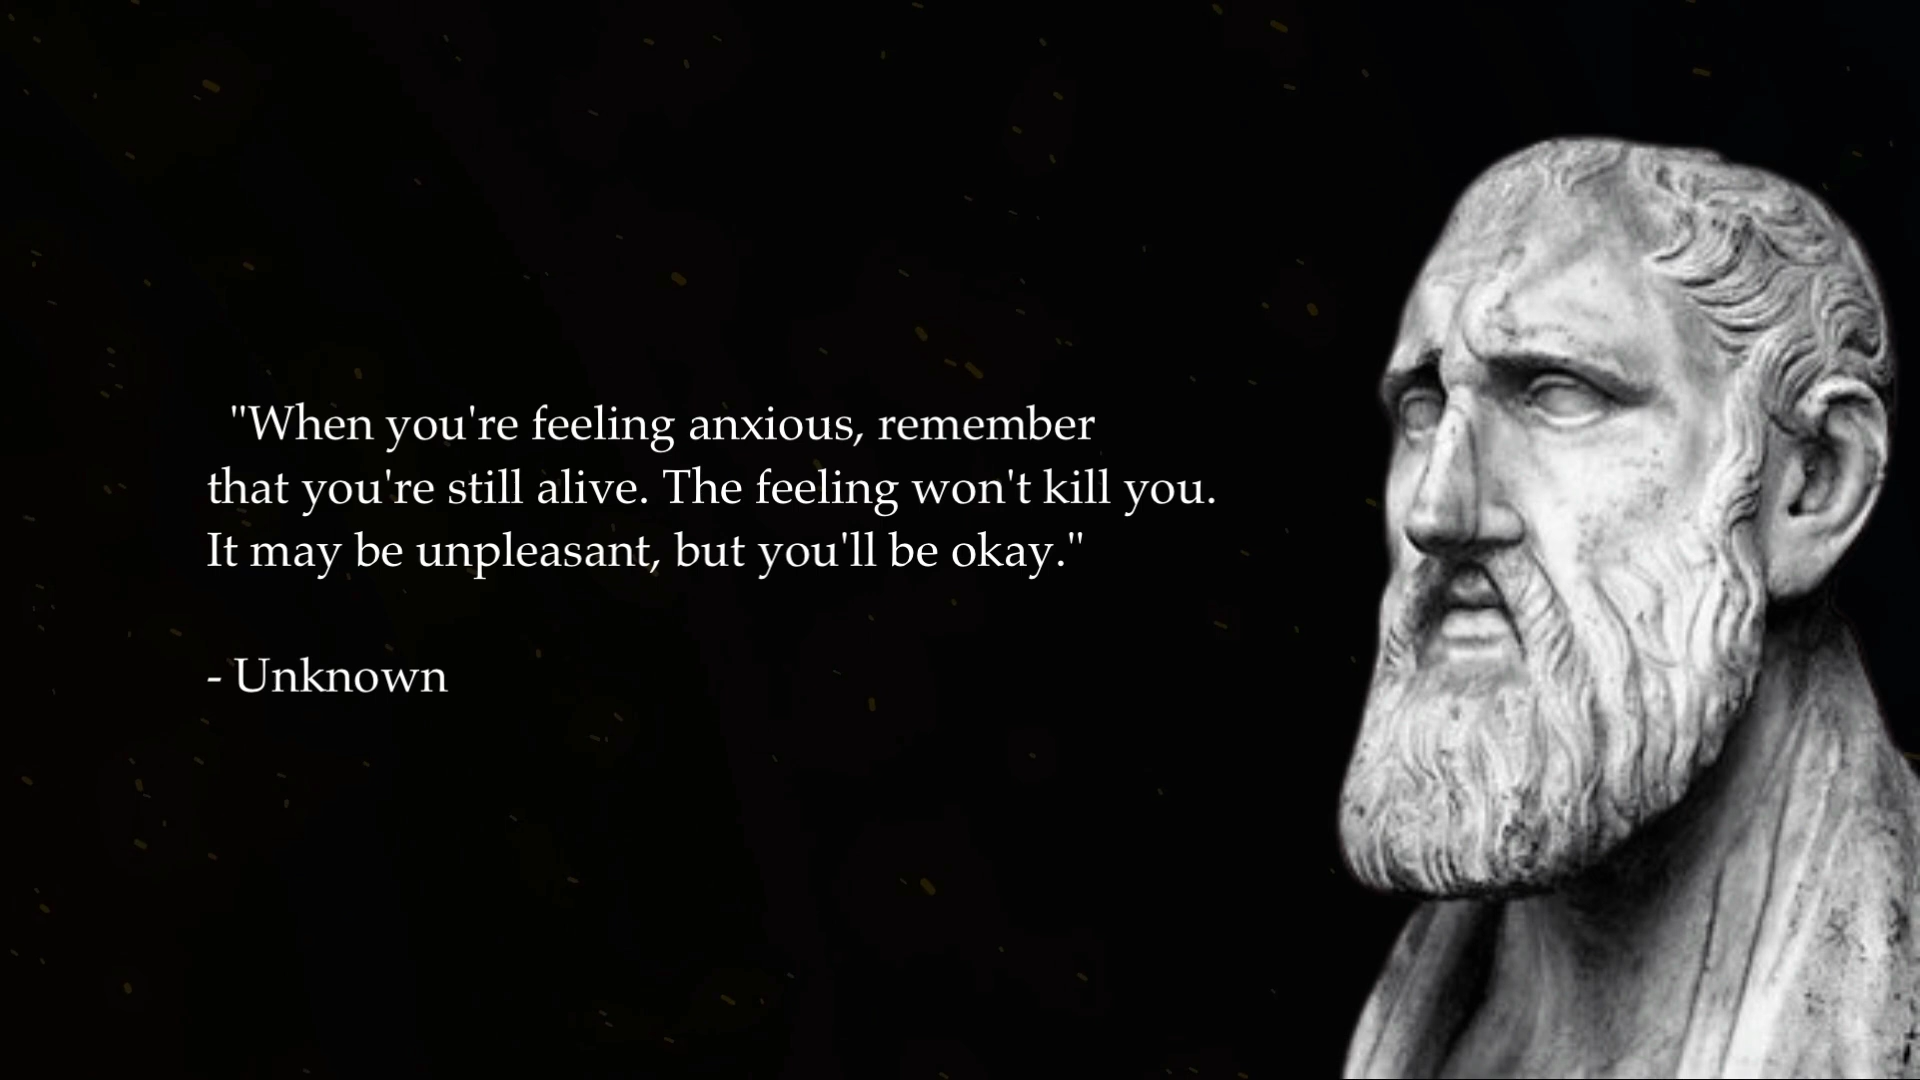 "When you're feeling anxious, remember
that you're still alive. The feeling won't kill you.
It may be unpleasant, but you'll be okay."
- Unknown